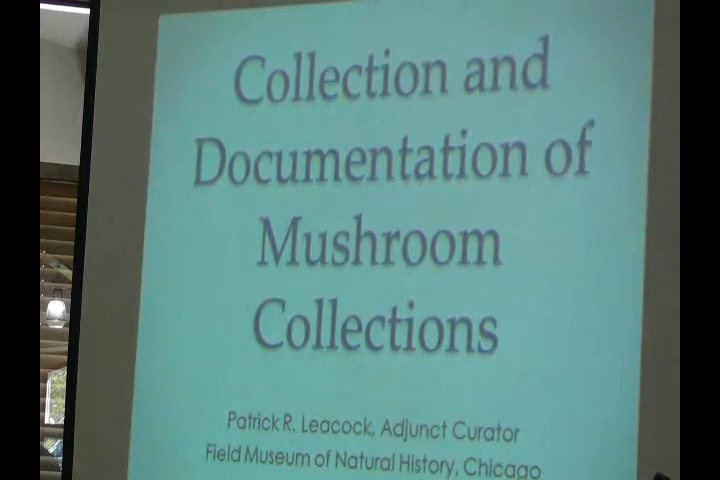 Collection and
Documentation of
Mushroom
Collections
Patrick R. Leacock, Adjunct Curator
Field Museum of Natural History, Chicago